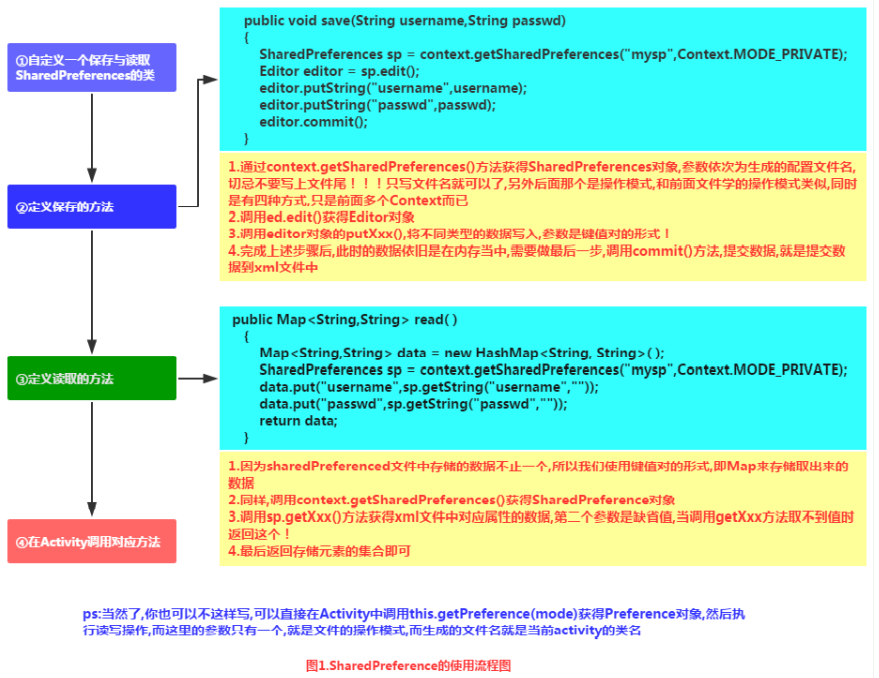 ①自定义一个保存与读取
SharedPreferences的类
public void save(String username,String passwd)
{
SharedPreferences sp = context.getSharedPreferences("mysp",Context.MODE_PRIVATE);
Editor editor = sp.edit();
editor.putString("username",username);
editor.putString("passwd",passwd);
editor.commit();
}
②定义保存的方法
1.通过context.getSharedPreferences()方法获得SharedPreferences对象,参数依次为生成的配置文件名,
切忌不要写上文件尾！！！只写文件名就可以了,另外后面那个是操作模式,和前面文件学的操作模式类似,同时
是有四种方式,只是前面多个Context而已
2.调用ed.edit()获得Editor对象
3.调用editor对象的putXxx(),将不同类型的数据写入,参数是键值对的形式！
4.完成上述步骤后,此时的数据依旧是在内存当中,需要做最后一步,调用commit()方法,提交数据,就是提交数
据到xml文件中
③定义读取的方法
public Map<String,String> read( )
{
Map<String,String> data = new HashMap<String, String>( );
SharedPreferences sp = context.getSharedPreferences("mysp",Context.MODE_PRIVATE);
data.put("username",sp.getString("username",""));
data.put("passwd",sp.getString("passwd",""));
return data;
}
1.因为sharedPreferenced文件中存储的数据不止一个,所以我们使用键值对的形式,即Map来存储取出来的
数据
2.同样,调用context.getSharedPreferences()获得SharedPreference对象
3.调用sp.getXxx()方法获得xml文件中对应属性的数据,第二个参数是缺省值,当调用getXxx方法取不到值时
返回这个！
4.最后返回存储元素的集合即可
④在Activity调用对应方法
ps:当然了,你也可以不这样写,可以直接在Activity中调用this.getPreference(mode)获得Preference对象,然后执
行读写操作,而这里的参数只有一个,就是文件的操作模式,而生成的文件名就是当前activity的类名
图1.SharedPreference的使用流程图